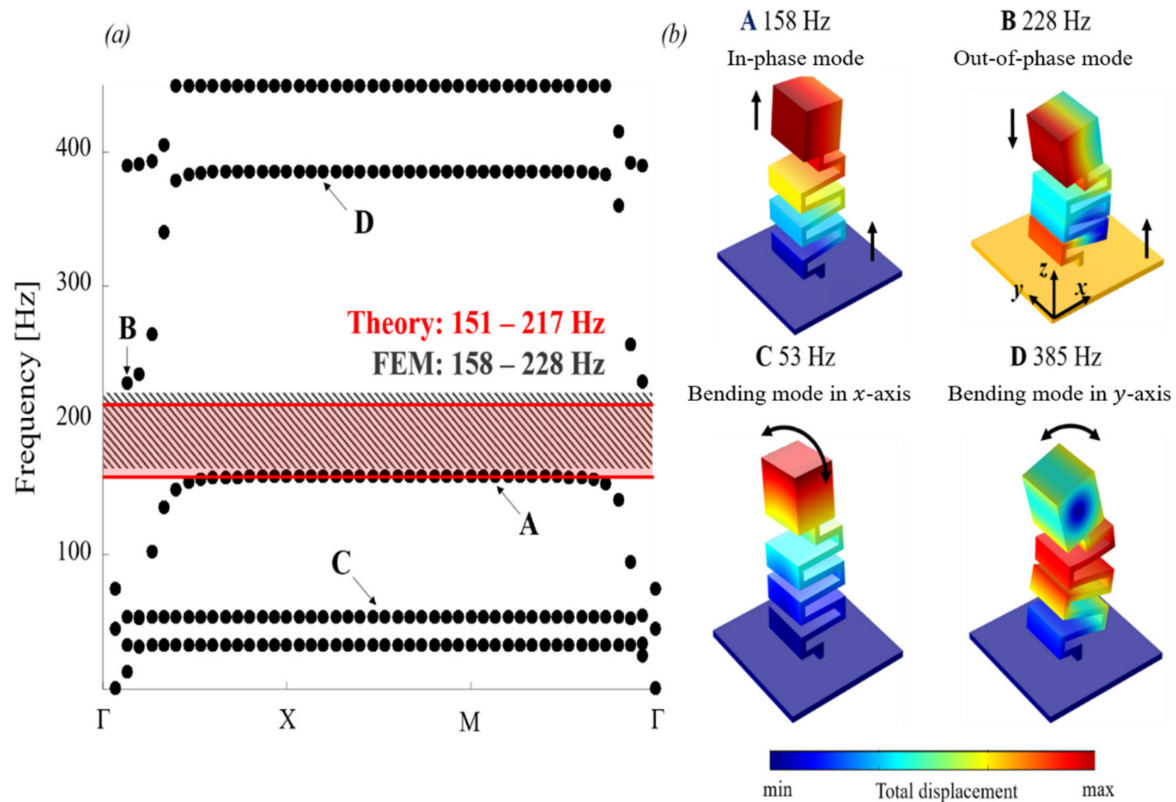 (a)
Frequency [Hz]
400
300
200
100
D
B
Theory: 151 – 217 Hz
FEM: 158 – 228 Hz
A
C
Γ X M Γ
(b)
A 158 Hz
In-phase mode
B 228 Hz
Out-of-phase mode
z
y
x
C 53 Hz
Bending mode in x-axis
D 385 Hz
Bending mode in y-axis
min Total displacement max